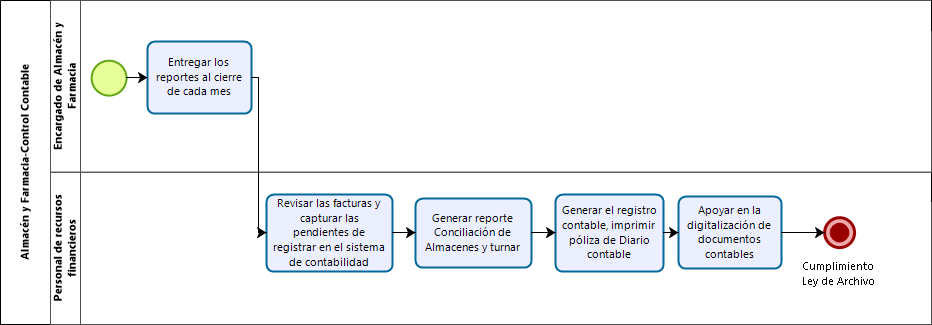 Almacén y Farmacia-Control Contable
Encargado de Almacén y
Farmacia
Entregar los
reportes al cierre
de cada mes
Personal de recursos
financieros
Revisar las facturas y
capturar las
pendientes de
registrar en el sistema
de contabilidad
Generar reporte
Conciliación de
Almacenes y turnar
Generar el registro
contable, imprimir
póliza de Diario
contable
Apoyar en la
digitalización de
documentos
contables
Cumplimiento
Ley de Archivo